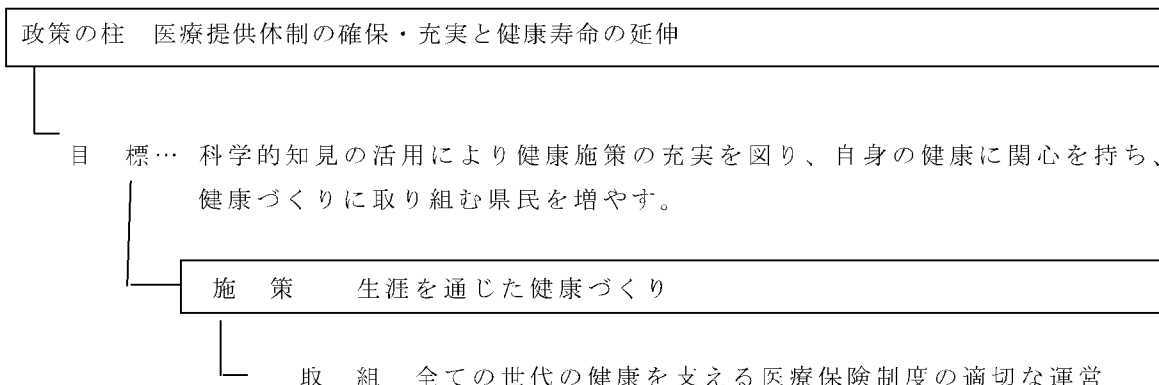 政策の柱　医療提供体制の確保・充実と健康寿命の延伸
目　標… 科学的知見の活用により健康施策の充実を図り、自身の健康に関心を持ち、
健康づくりに取り組む県民を増やす。
施　策　　生涯を通じた健康づくり
取　組　全ての世代の健康を支える医療保険制度の適切な運営